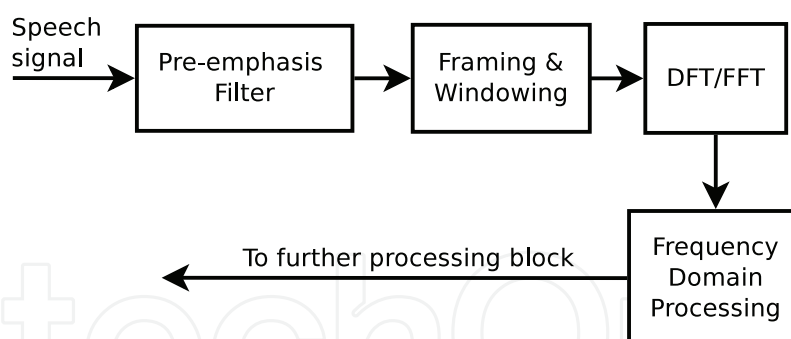 Speech
signal
Pre-emphasis
Filter
Framing &
Windowing
DFT/FFT
Frequency
Domain
Processing
To further processing block